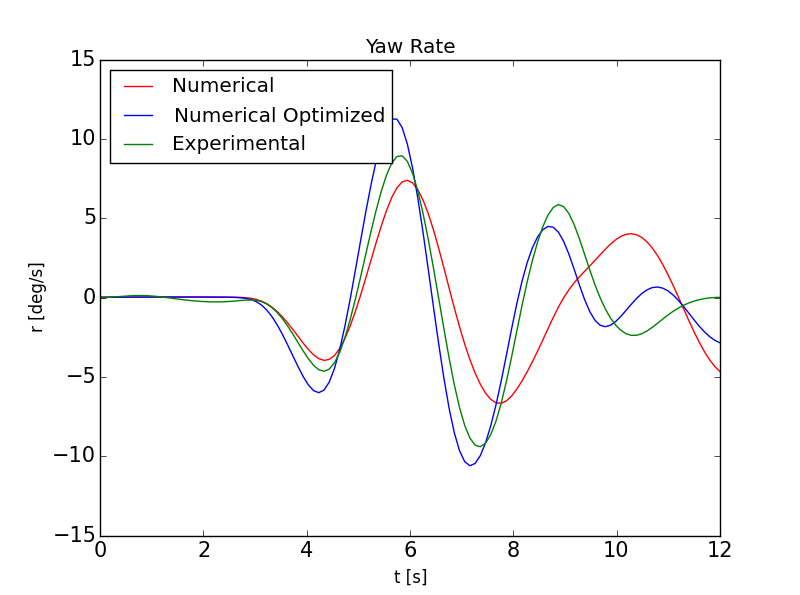 Yaw Rate
Numerical
Numerical Optimized
Experimental
15
10
5
0
−5
−10
−15
r [deg/s]
0 2 4 6 8 10 12
t [s]